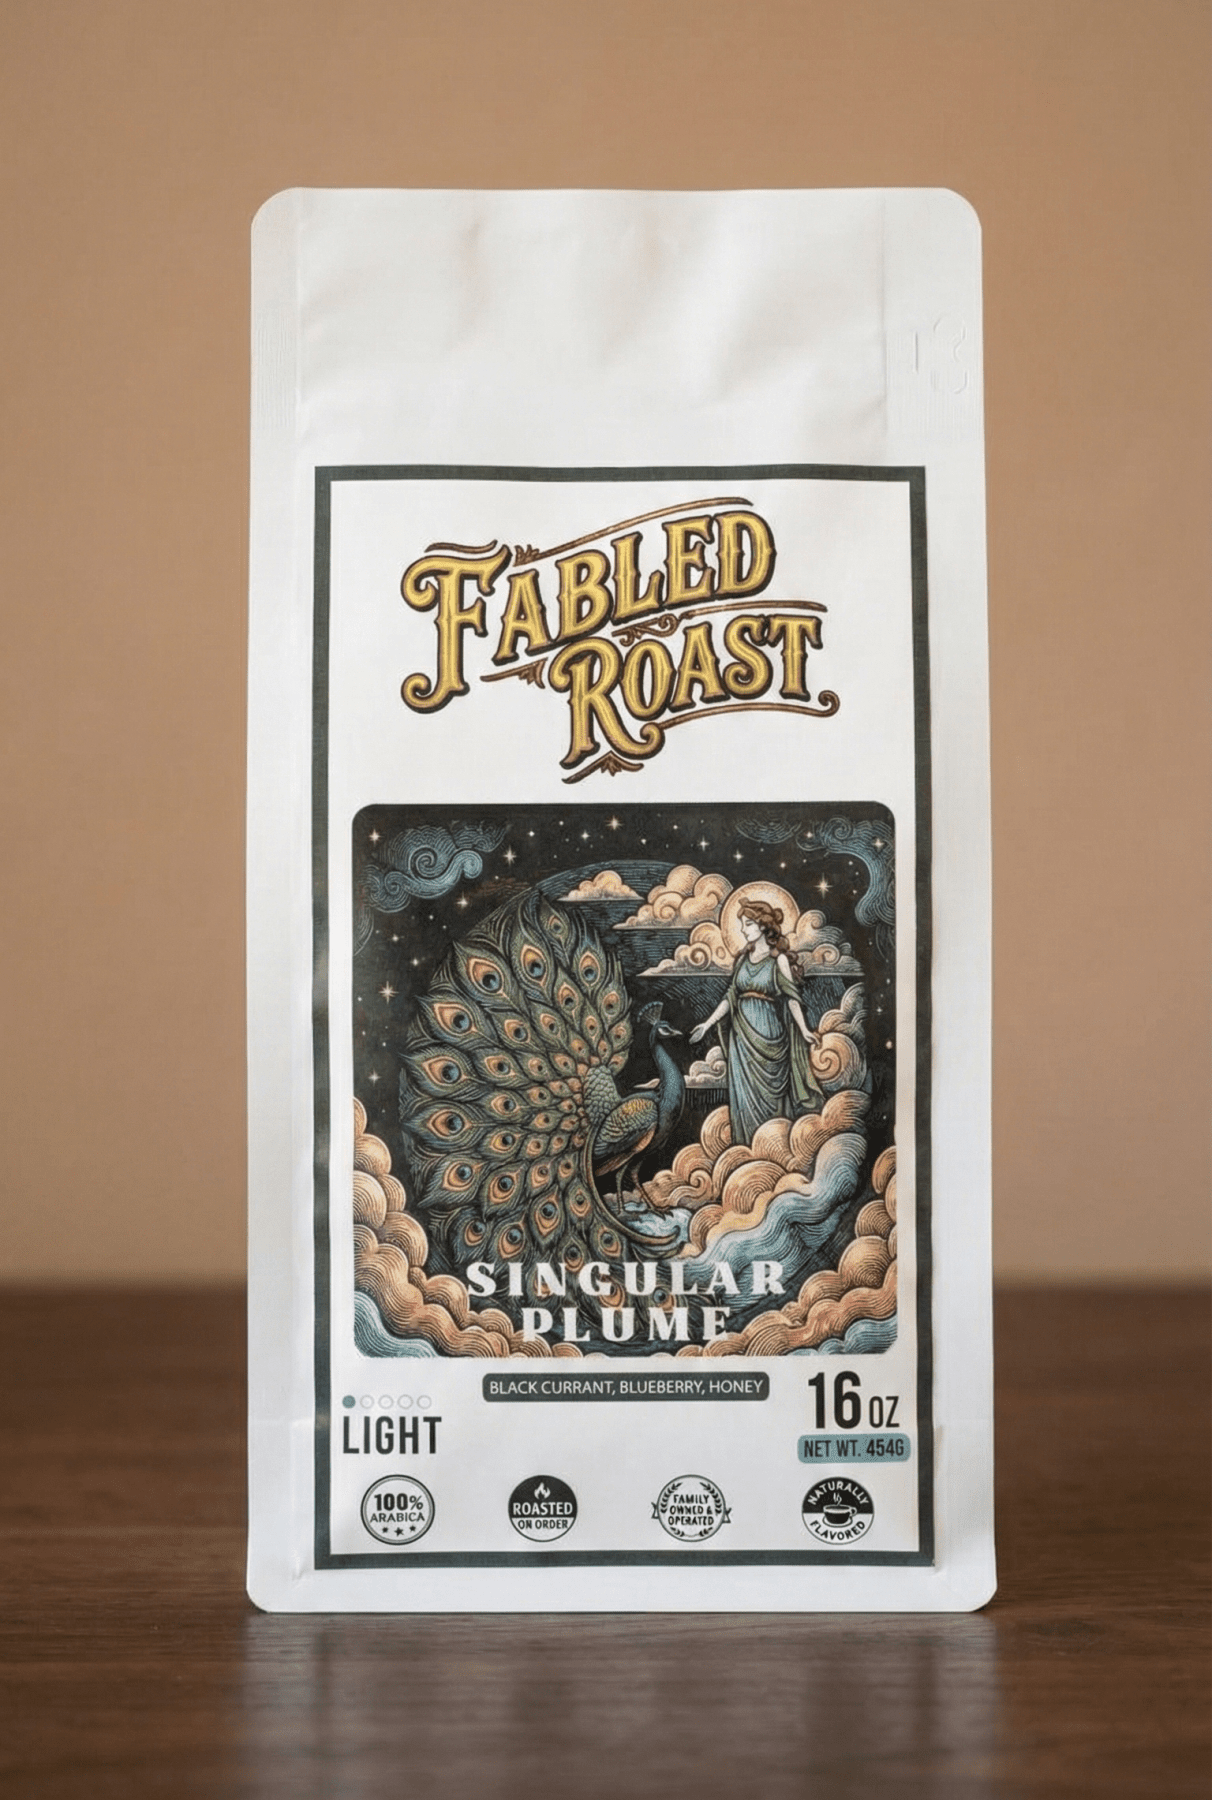 FABLED
ROAST
SINGULAR
PLUME
BLACK CURRANT, BLUEBERRY, HONEY
LIGHT
16 OZ
NET WT. 454G
100%
ARABICA
ROASTED
ON ORDER
FAMILY
OWNED &
OPERATED
NATURALLY
FLAVORED